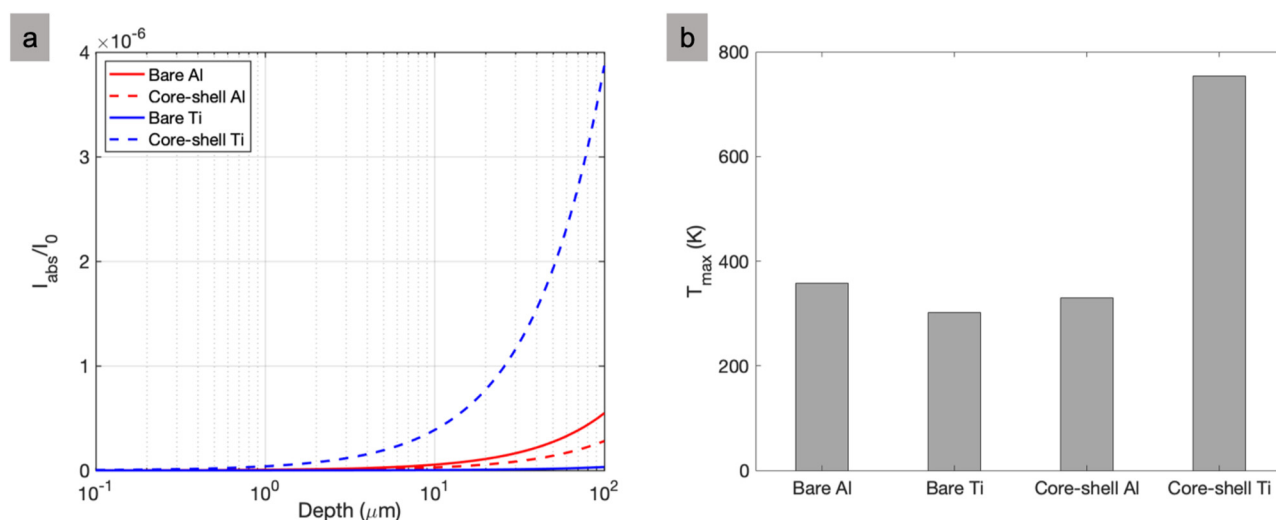 a
×10⁻⁶
4
3
2
1
0
I_abs/I_0
Bare Al
Core-shell Al
Bare Ti
Core-shell Ti
10⁻¹
10⁰
10¹
10²
Depth (μm)
b
800
600
400
200
0
T_max (K)
Bare Al
Bare Ti
Core-shell Al
Core-shell Ti